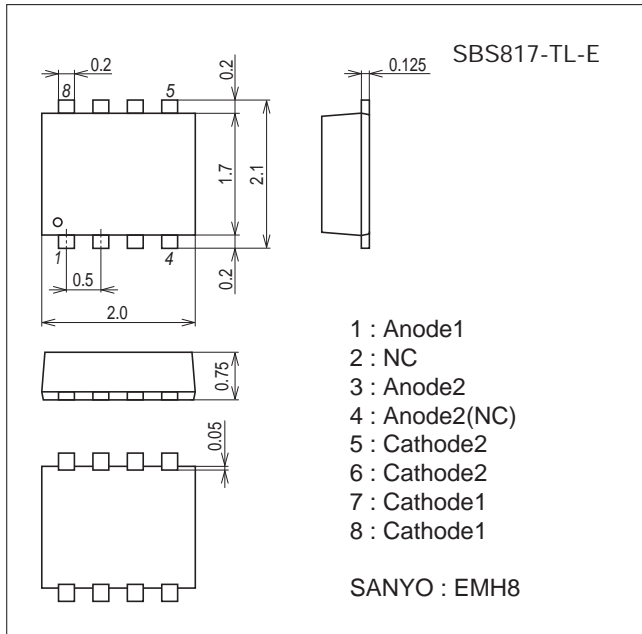 SBS817-TL-E
0.2
8
5
0.2
1.7
2.1
1
4
0.5
0.2
2.0
0.125
0.75
0.05
1 : Anode1
2 : NC
3 : Anode2
4 : Anode2(NC)
5 : Cathode2
6 : Cathode2
7 : Cathode1
8 : Cathode1
SANYO : EMH8